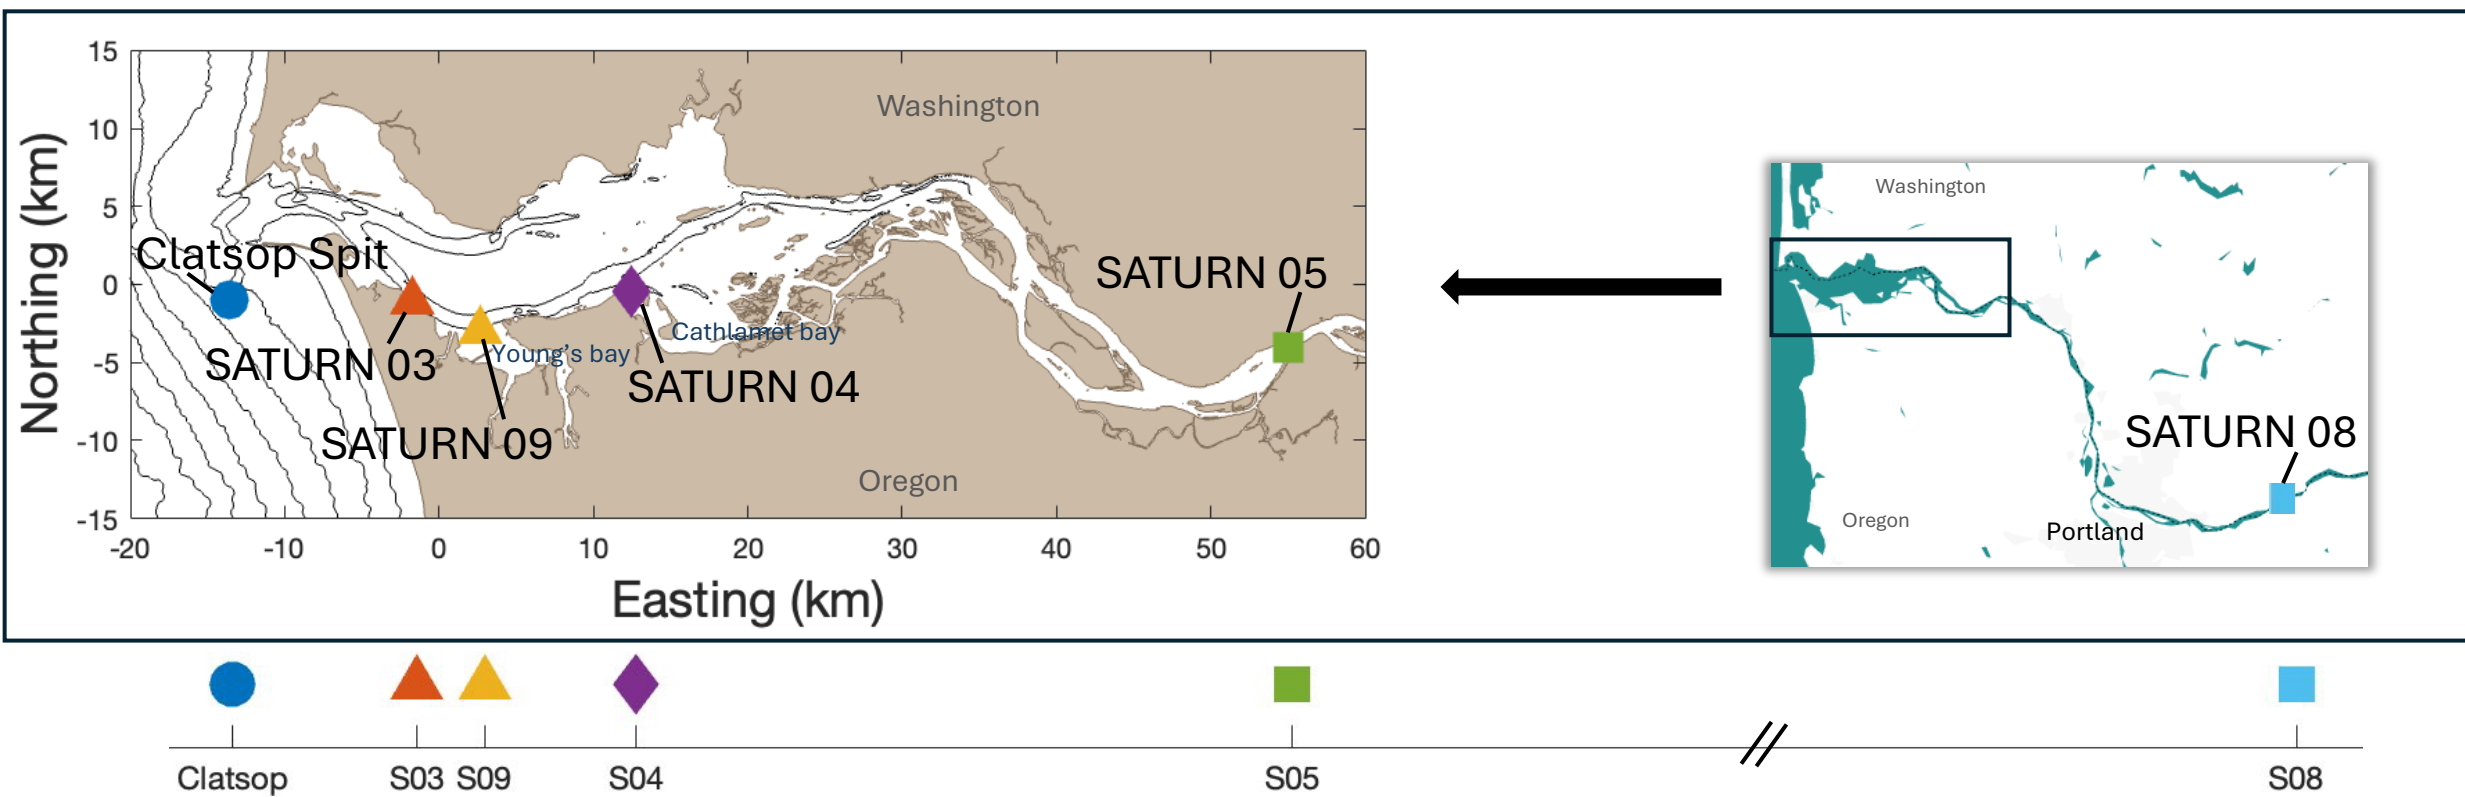 15
10
5
0
-5
-10
-15
Northing (km)
-20
-10
0
10
20
30
40
50
60
Easting (km)
Washington
Clatsop Spit
SATURN 03
SATURN 09
Young's bay
Cathlamet bay
SATURN 04
SATURN 05
Oregon
Washington
SATURN 08
Oregon
Portland
Clatsop
S03
S09
S04
S05
S08